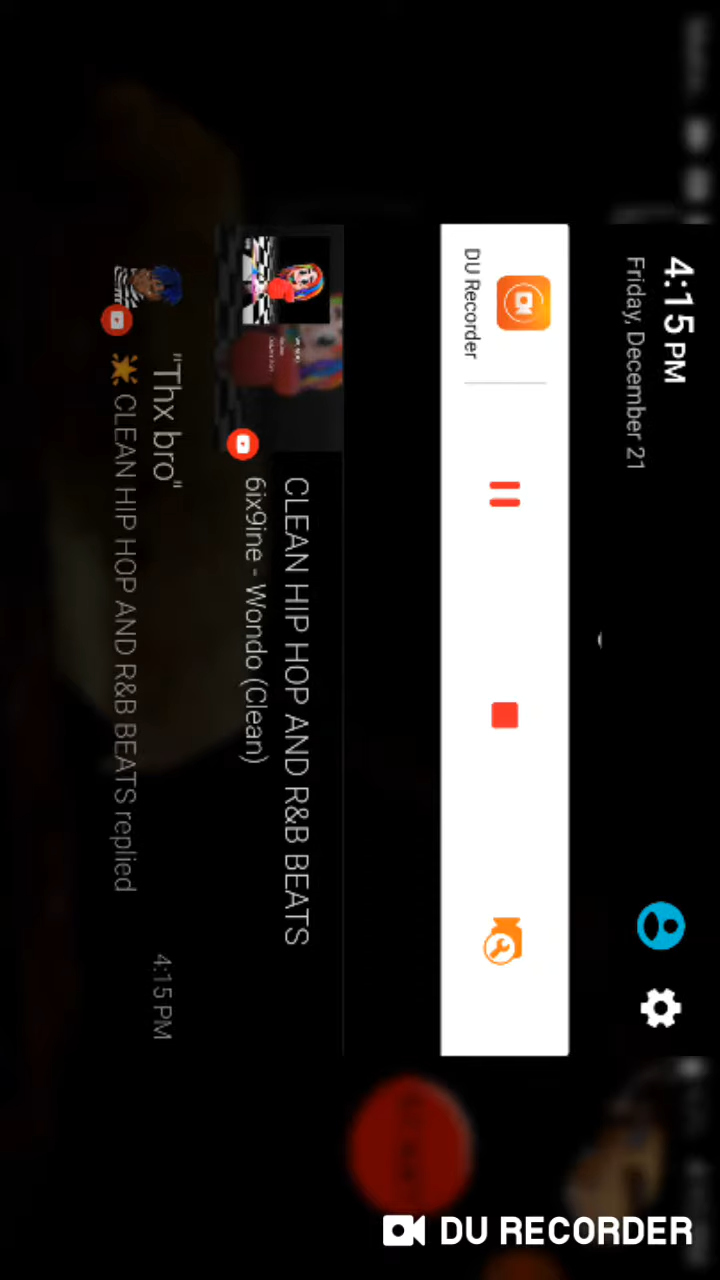 4:15 PM
Friday, December 21
DU Recorder
CLEAN HIP HOP AND R&B BEATS
6ix9ine - Wondo (Clean)
"Thx bro"
4:15 PM
🌟 CLEAN HIP HOP AND R&B BEATS replied
DU RECORDER